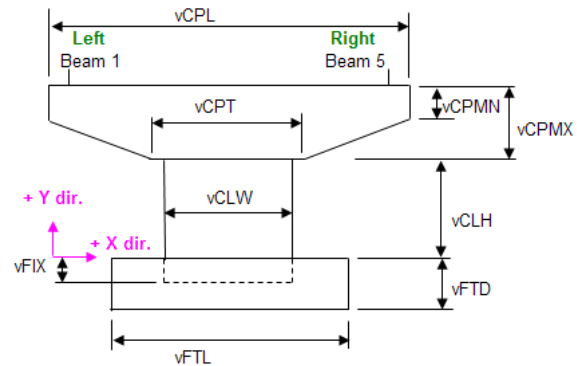 vCPL
Left
Right
Beam 1
Beam 5
vCPT
vCPMN
vCPMX
vCLW
+ Y dir.
vCLH
+ X dir.
vFIX
vFTD
vFTL